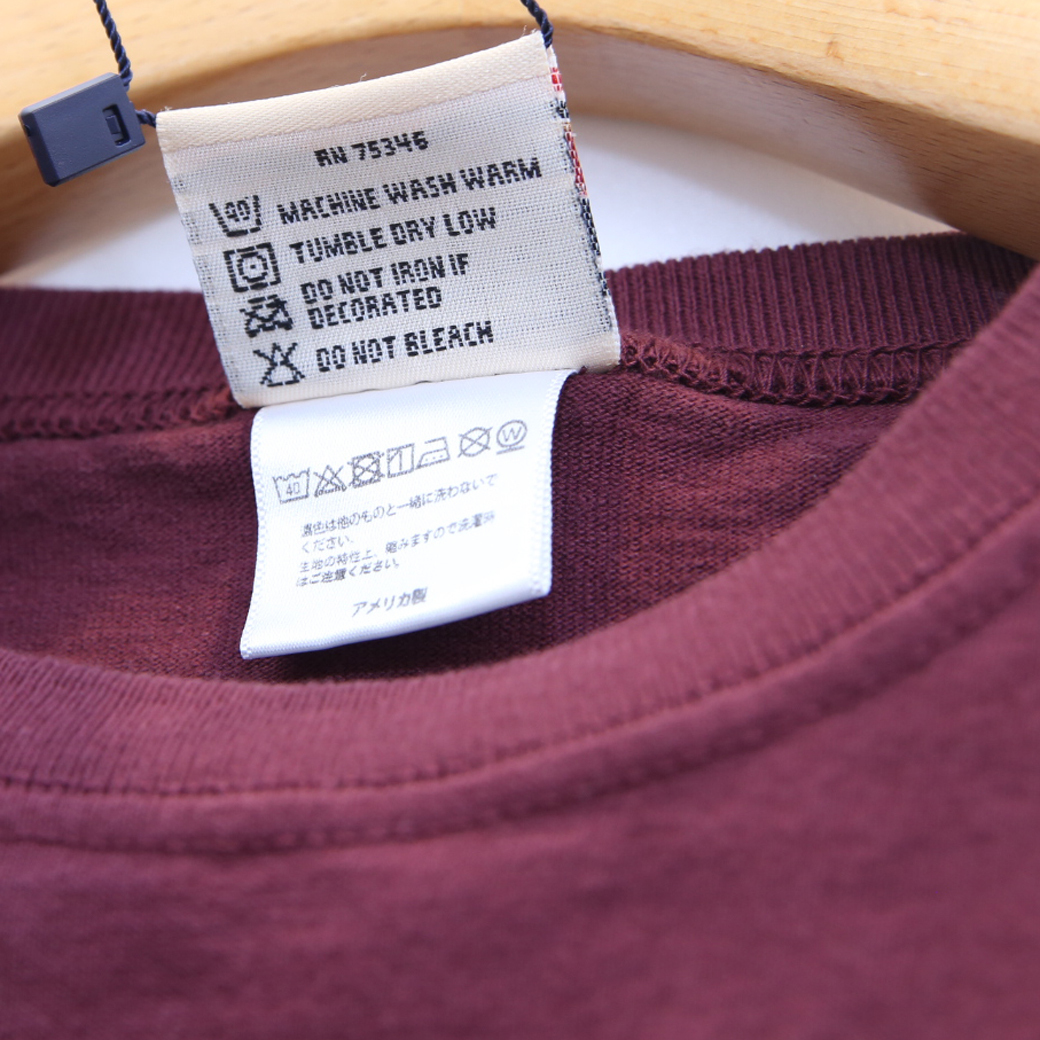 RN 75346
40 MACHINE WASH WARM
TUMBLE DRY LOW
DO NOT IRON IF
DECORATED
DO NOT BLEACH
40 W
濃色は他のものと一緒に洗わないで
ください。
生地の特性上、縮みますので洗濯時
はご注意ください。
アメリカ製